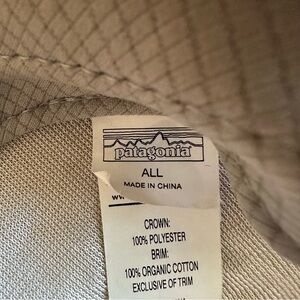 patagonia
ALL
MADE IN CHINA
CROWN:
100% POLYESTER
BRIM:
100% ORGANIC COTTON
EXCLUSIVE OF TRIM